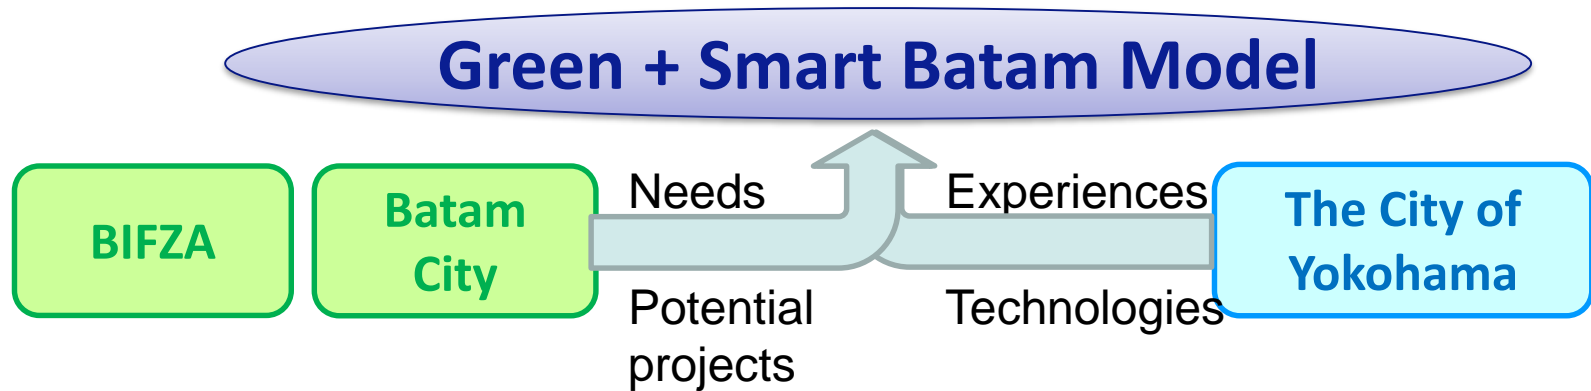 Green + Smart Batam Model
BIFZA
Batam
City
Needs
Potential
projects
Experiences
Technologies
The City of
Yokohama